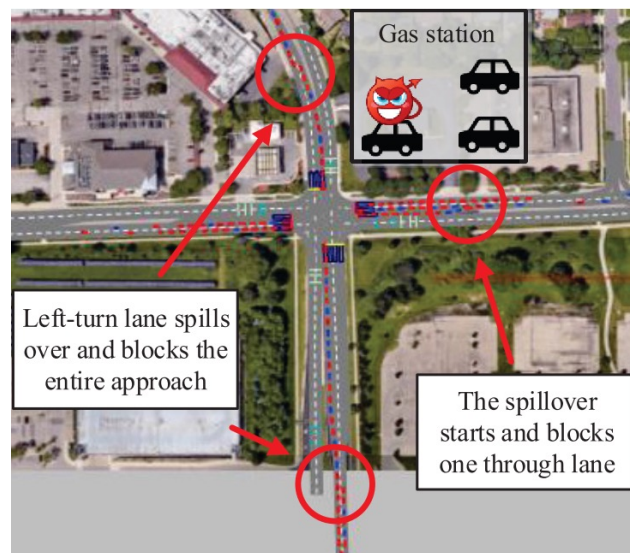 Gas station
Left-turn lane spills
over and blocks the
entire approach
The spillover
starts and blocks
one through lane